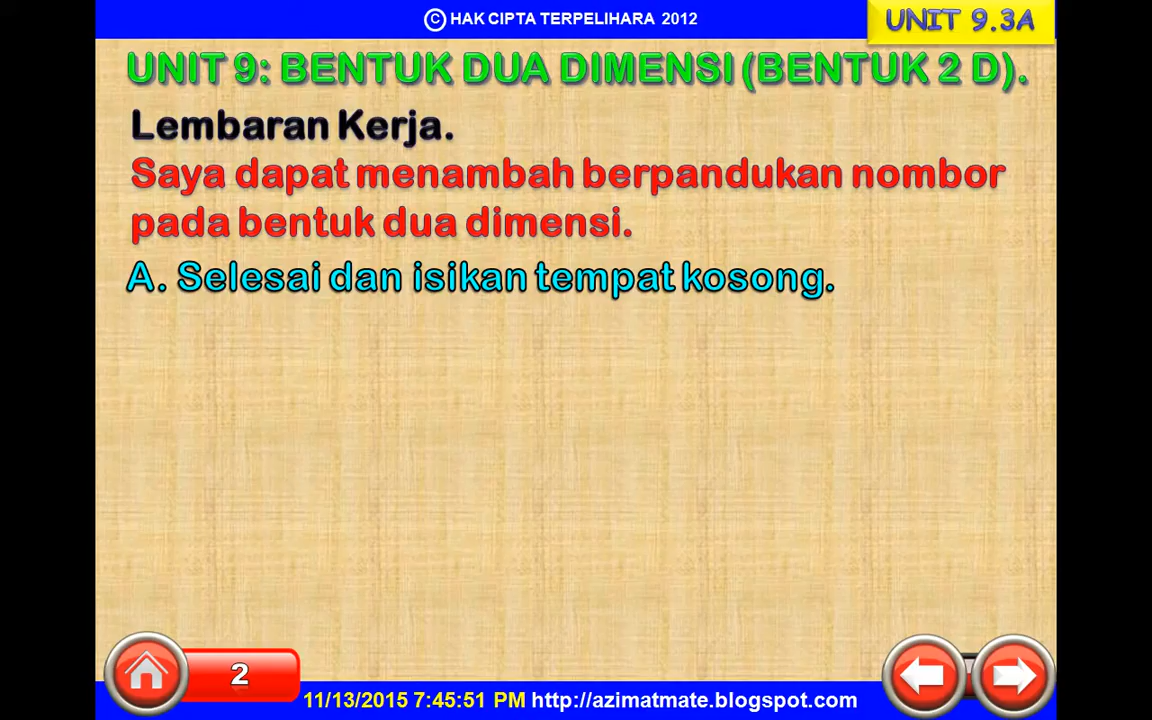 © HAK CIPTA TERPELIHARA 2012
UNIT 9.3A
UNIT 9: BENTUK DUA DIMENSI (BENTUK 2 D).
Lembaran Kerja.
Saya dapat menambah berpandukan nombor
pada bentuk dua dimensi.
A. Selesai dan isikan tempat kosong.
2
11/13/2015 7:45:51 PM http://azimatmate.blogspot.com